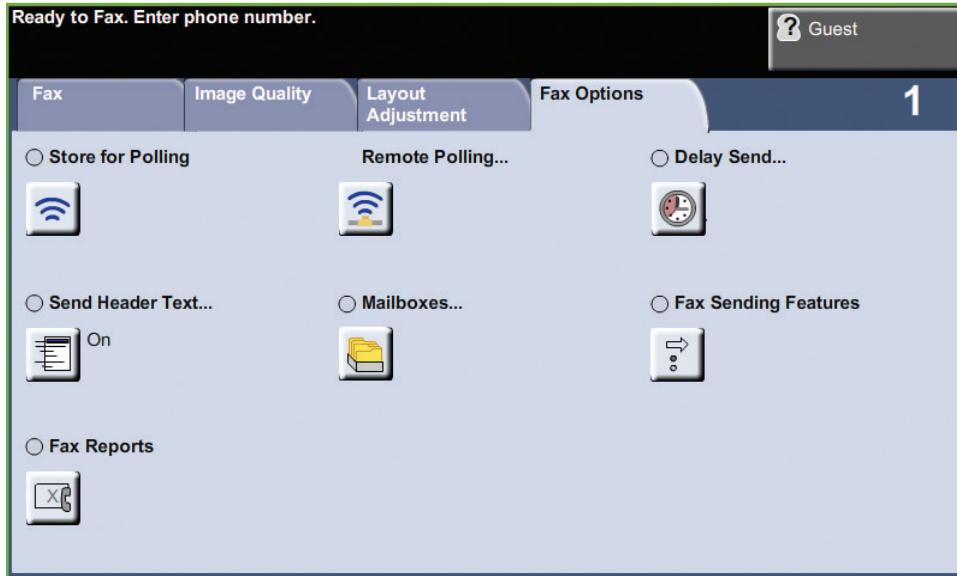 Ready to Fax. Enter phone number.
? Guest
Fax
Image Quality
Layout
Adjustment
Fax Options
1
Store for Polling
Remote Polling...
Delay Send...
Send Header Text...
On
Mailboxes...
Fax Sending Features
Fax Reports
X